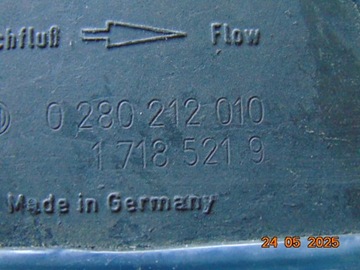 chfluß Flow
0 280 212 010
1 718 521 9
Made in Germany
24 05 2025